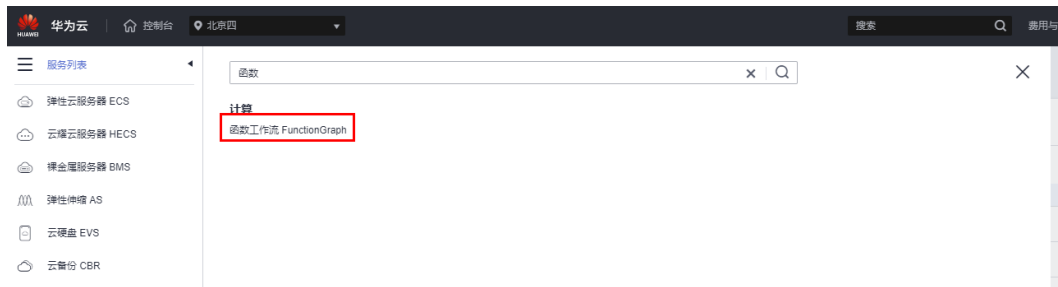 HUAWEI 华为云 控制台 北京四 搜索 费用与
服务列表
函数
弹性云服务器 ECS
计算
云耀云服务器 HECS
函数工作流 FunctionGraph
裸金属服务器 BMS
弹性伸缩 AS
云硬盘 EVS
云备份 CBR